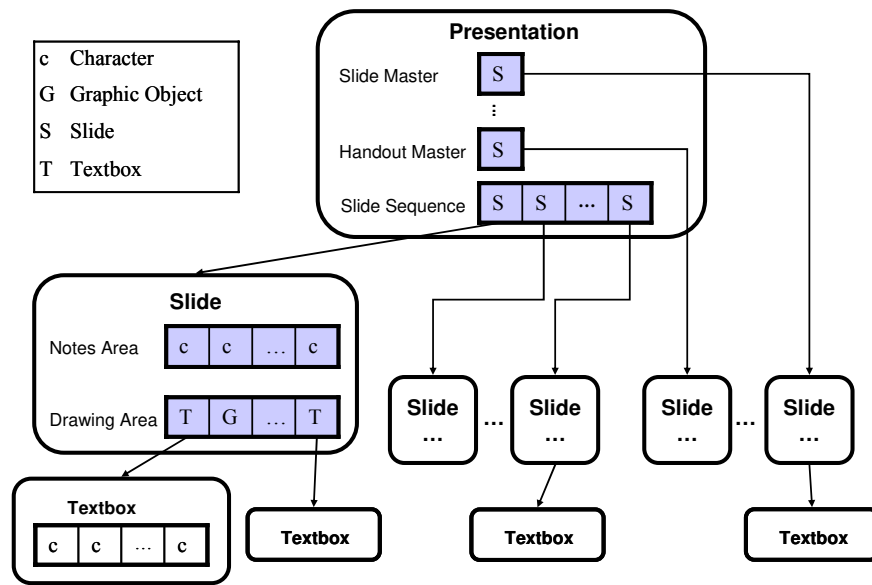 c Character
G Graphic Object
S Slide
T Textbox
Presentation
Slide Master S
...
Handout Master S
Slide Sequence S S ... S
Slide
Notes Area c c ... c
Drawing Area T G ... T
Slide
...
...
Slide
...
Slide
...
...
Slide
...
Textbox
c c ... c
Textbox
Textbox
Textbox